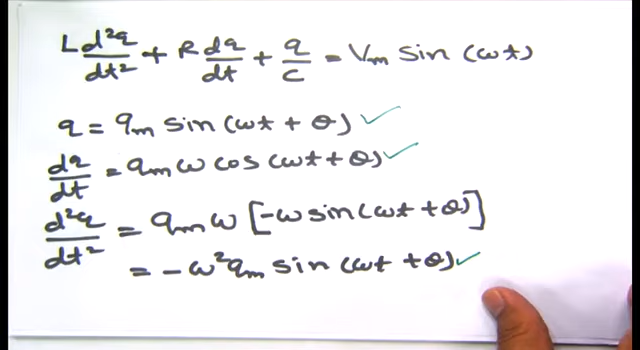 L d²q/dt² + R dq/dt + q/c = Vm sin (ωt)
q = qm sin (ωt + θ) ✓
dq/dt = qm ω cos (ωt + θ) ✓
d²q/dt² = qm ω [-ω sin (ωt + θ)]
= - ω² qm sin (ωt + θ) ✓